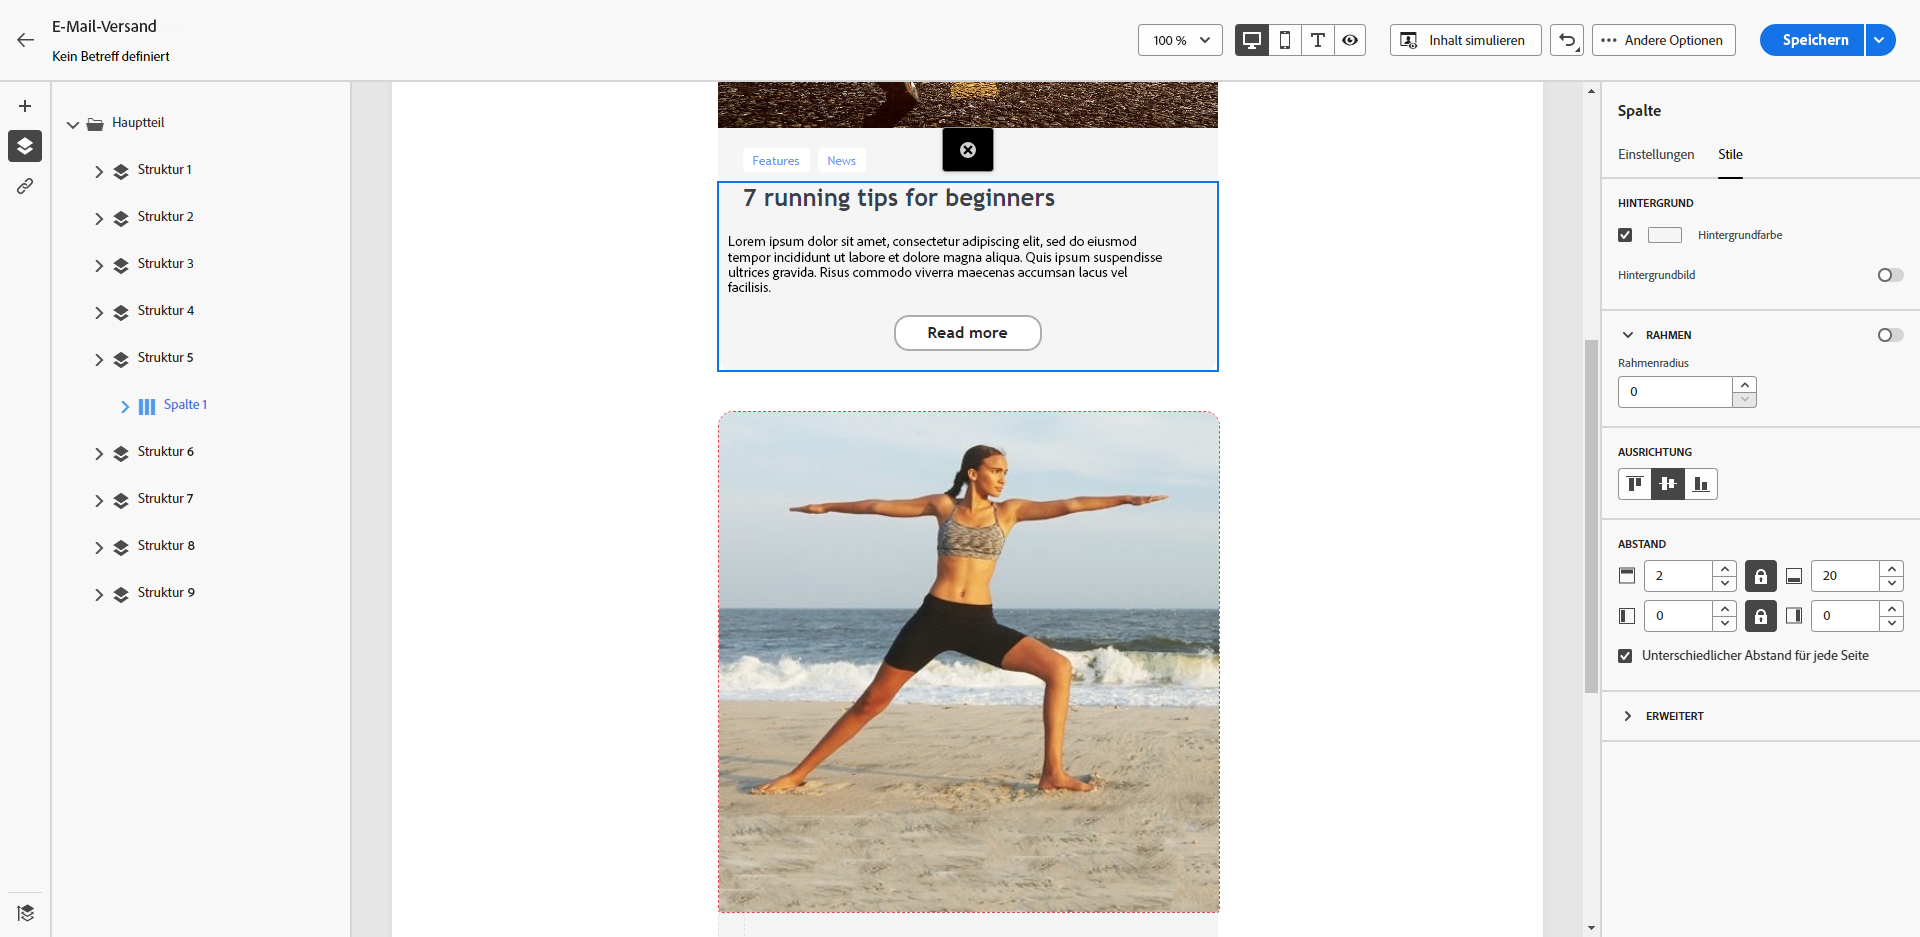 E-Mail-Versand
Kein Betreff definiert
100 %
Inhalt simulieren
Andere Optionen
Speichern
Hauptteil
Struktur 1
Struktur 2
Struktur 3
Struktur 4
Struktur 5
Spalte 1
Struktur 6
Struktur 7
Struktur 8
Struktur 9
Features News
7 running tips for beginners
Lorem ipsum dolor sit amet, consectetur adipiscing elit, sed do eiusmod
tempor incididunt ut labore et dolore magna aliqua. Quis ipsum suspendisse
ultrices gravida. Risus commodo viverra maecenas accumsan lacus vel
facilisis.
Read more
Spalte
Einstellungen Stile
HINTERGRUND
Hintergrundfarbe
Hintergrundbild
RAHMEN
Rahmenradius
0
AUSRICHTUNG
ABSTAND
2 20
0 0
Unterschiedlicher Abstand für jede Seite
ERWEITERT